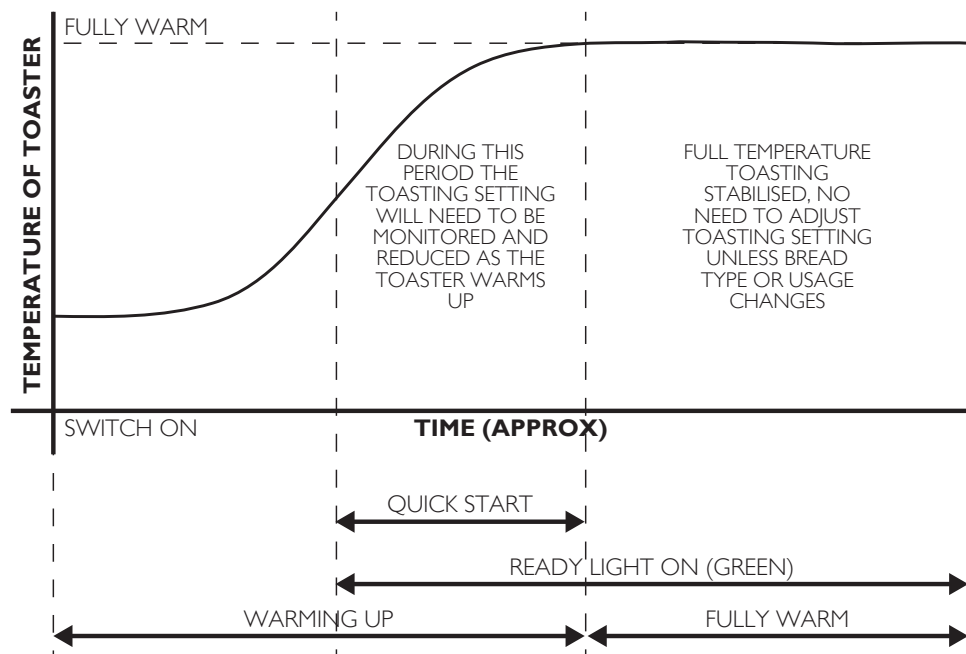 FULLY WARM
TEMPERATURE OF TOASTER
DURING THIS
PERIOD THE
TOASTING SETTING
WILL NEED TO BE
MONITORED AND
REDUCED AS THE
TOASTER WARMS
UP
FULL TEMPERATURE
TOASTING
STABILISED, NO
NEED TO ADJUST
TOASTING SETTING
UNLESS BREAD
TYPE OR USAGE
CHANGES
SWITCH ON
TIME (APPROX)
QUICK START
READY LIGHT ON (GREEN)
WARMING UP
FULLY WARM